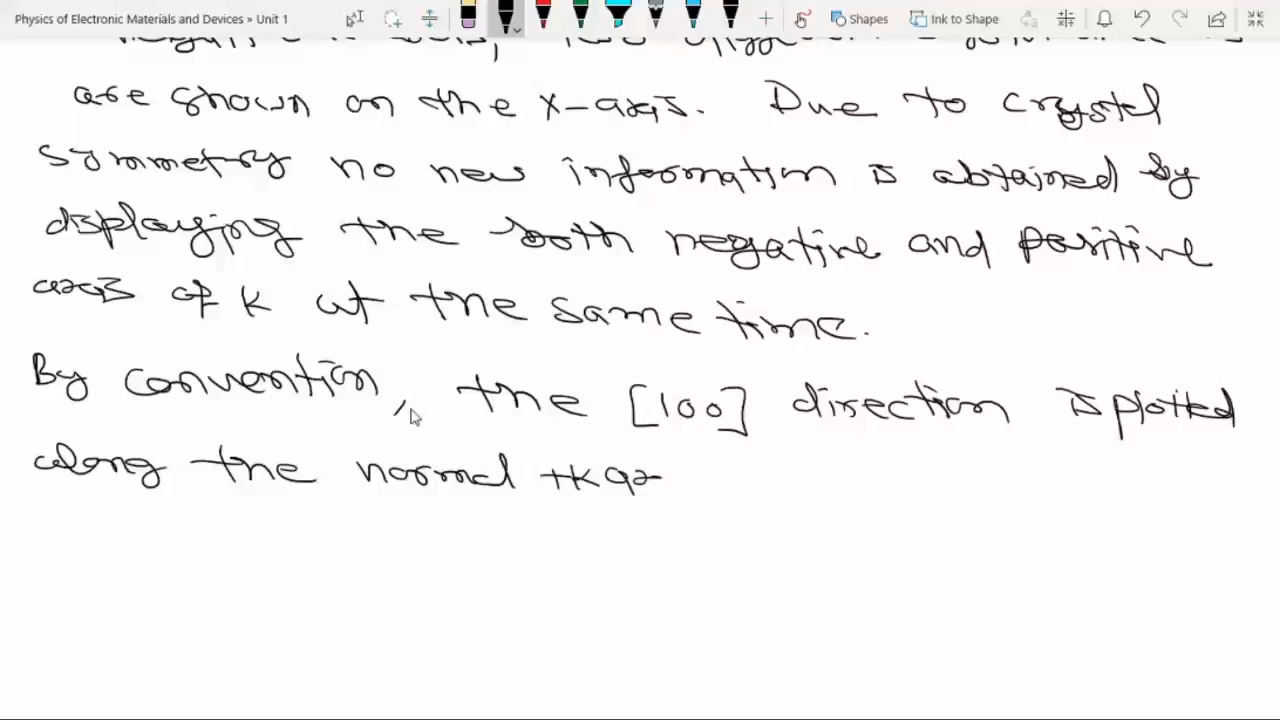 Physics of Electronic Materials and Devices » Unit 1
Shapes
Ink to Shape
are shown on the x-axis. Due to crystal
symmetry no new information is obtained by
displaying the both negative and positive
axis of k at the same time.
By convention, the [100] direction is plotted
along the normal +k